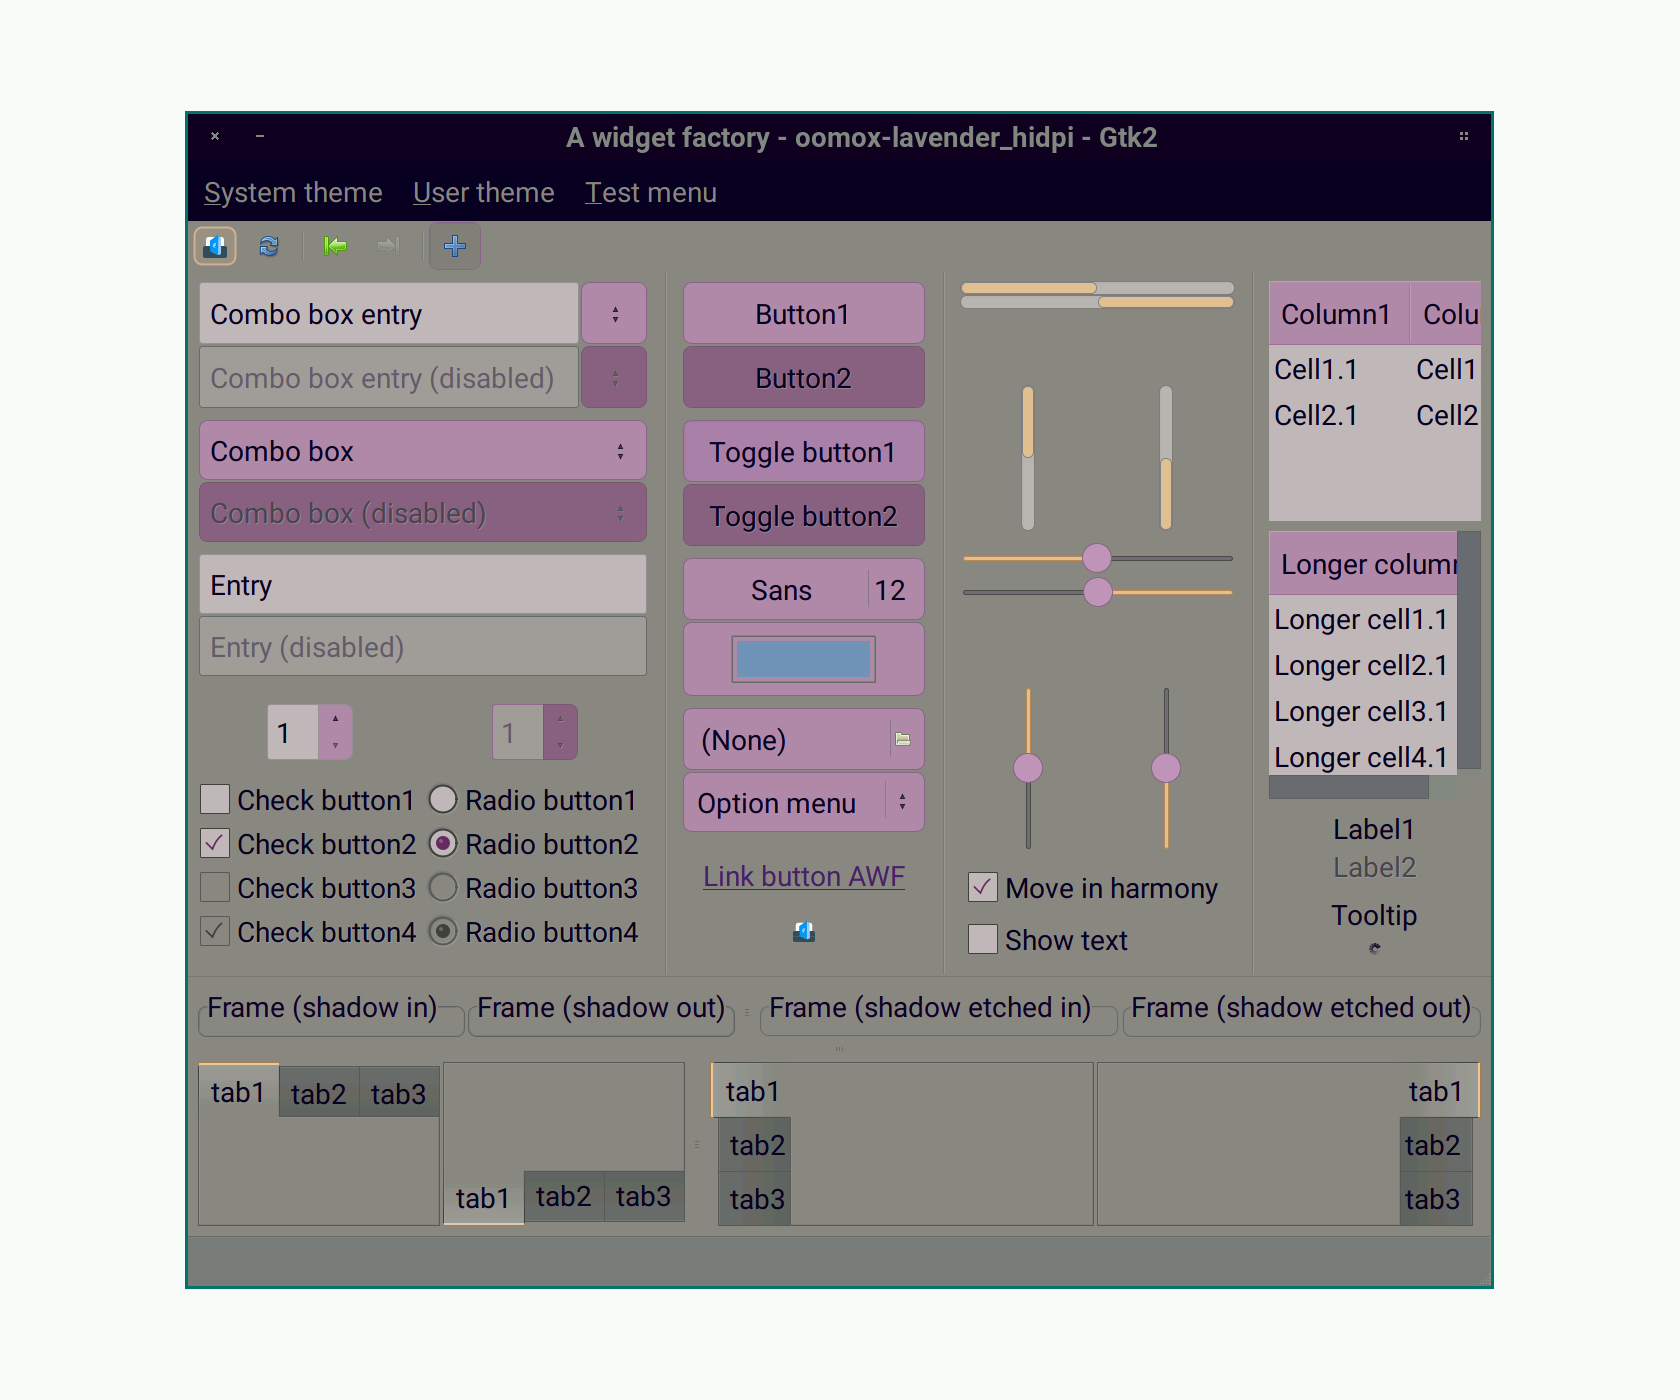 A widget factory - oomox-lavender_hidpi - Gtk2
System theme User theme Test menu
Combo box entry
Combo box entry (disabled)
Combo box
Combo box (disabled)
Entry
Entry (disabled)
1 1
Check button1 Radio button1
Check button2 Radio button2
Check button3 Radio button3
Check button4 Radio button4
Button1
Button2
Toggle button1
Toggle button2
Sans 12
(None)
Option menu
Link button AWF
Move in harmony
Show text
Column1 Colu
Cell1.1 Cell1
Cell2.1 Cell2
Longer colum
Longer cell1.1
Longer cell2.1
Longer cell3.1
Longer cell4.1
Label1
Label2
Tooltip
Frame (shadow in) Frame (shadow out) Frame (shadow etched in) Frame (shadow etched out)
tab1 tab2 tab3
tab1 tab2 tab3
tab1
tab2
tab3
tab1
tab2
tab3